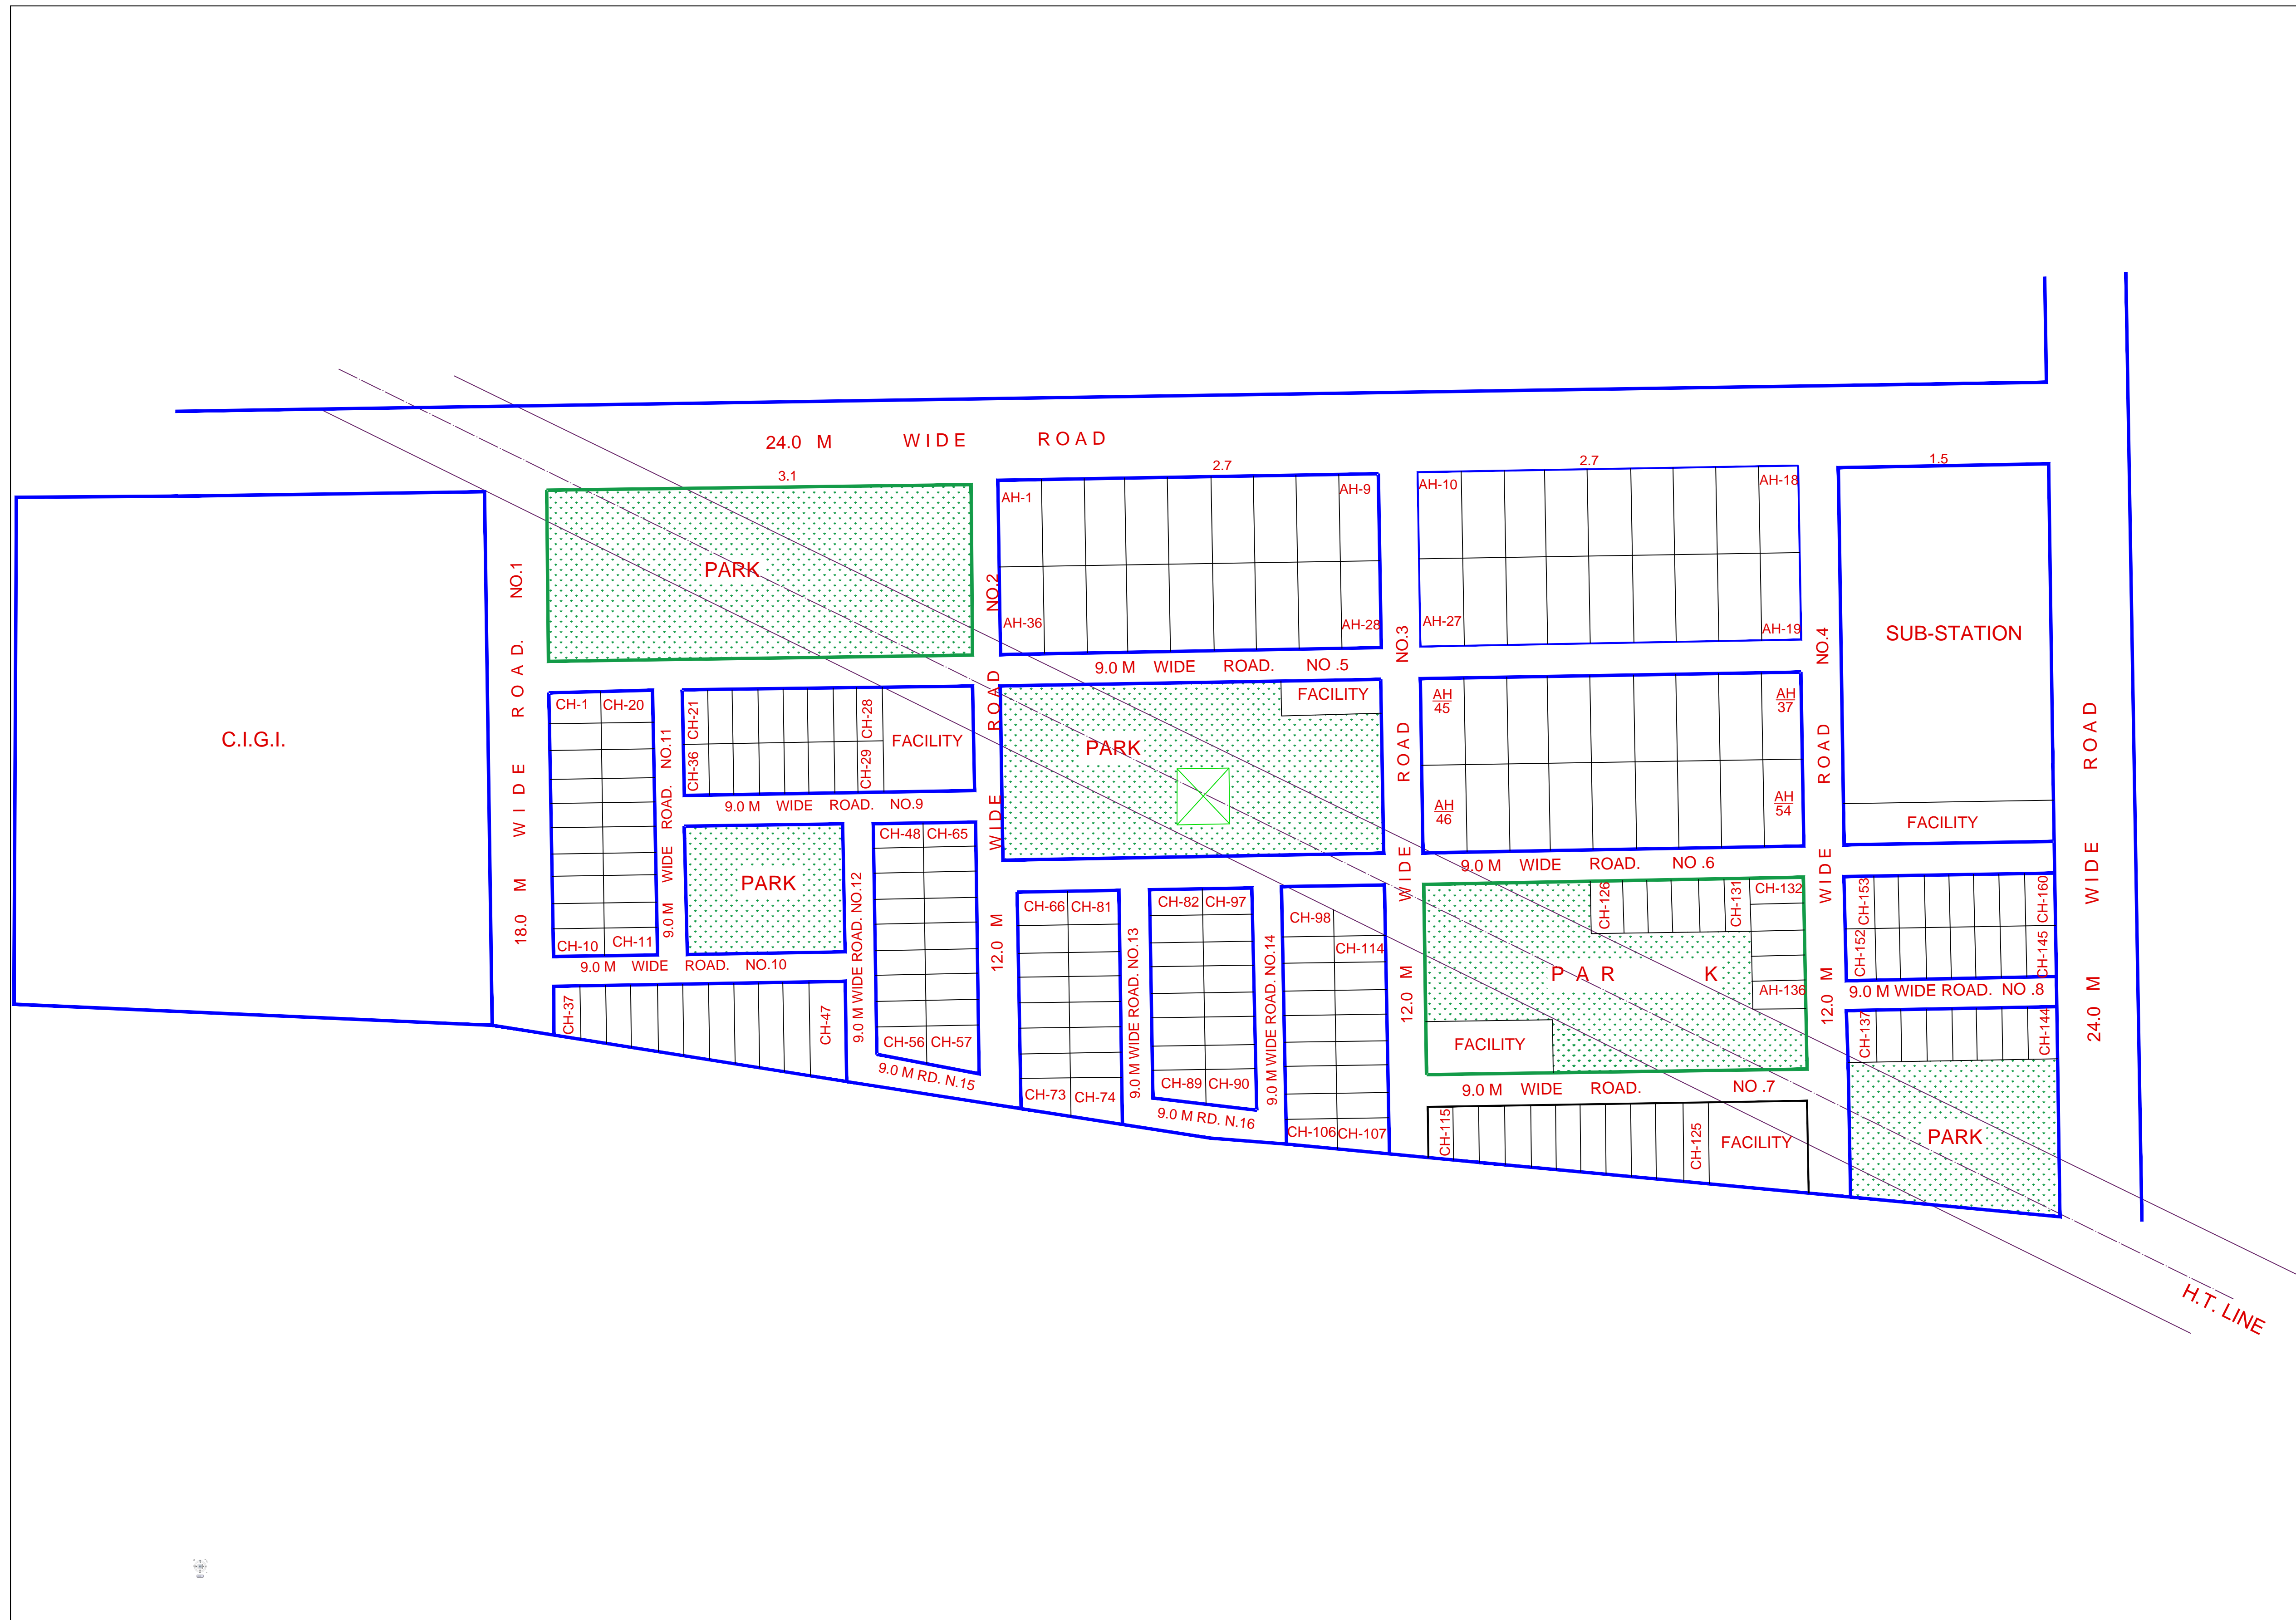 24.0 M WIDE ROAD
3.1
2.7
2.7
1.5
AH-1
AH-9
AH-10
AH-18
PARK
AH-36
AH-28
AH-27
AH-19
SUB-STATION
18.0 M WIDE ROAD. NO.1
12.0 M WIDE ROAD NO.2
12.0 M WIDE ROAD NO.3
12.0 M WIDE ROAD NO.4
24.0 M WIDE ROAD
9.0 M WIDE ROAD. NO .5
C.I.G.I.
CH-1
CH-20
CH-10
CH-11
9.0 M WIDE ROAD. NO.11
CH-21
CH-28
CH-36
CH-29
FACILITY
9.0 M WIDE ROAD. NO.9
PARK
FACILITY
AH
45
AH
37
AH
46
AH
54
FACILITY
9.0 M WIDE ROAD. NO .6
PARK
9.0 M WIDE ROAD. NO.10
9.0 M WIDE ROAD. NO.12
CH-37
CH-47
CH-48
CH-65
CH-56
CH-57
9.0 M RD. N.15
CH-66
CH-81
CH-73
CH-74
9.0 M WIDE ROAD. NO.13
CH-82
CH-97
CH-89
CH-90
9.0 M RD. N.16
9.0 M WIDE ROAD. NO.14
CH-98
CH-114
CH-106
CH-107
CH-126
CH-131
CH-132
AH-136
PARK
FACILITY
9.0 M WIDE ROAD. NO .7
CH-115
CH-125
FACILITY
CH-153
CH-160
CH-152
CH-145
9.0 M WIDE ROAD. NO .8
CH-137
CH-144
PARK
H.T. LINE